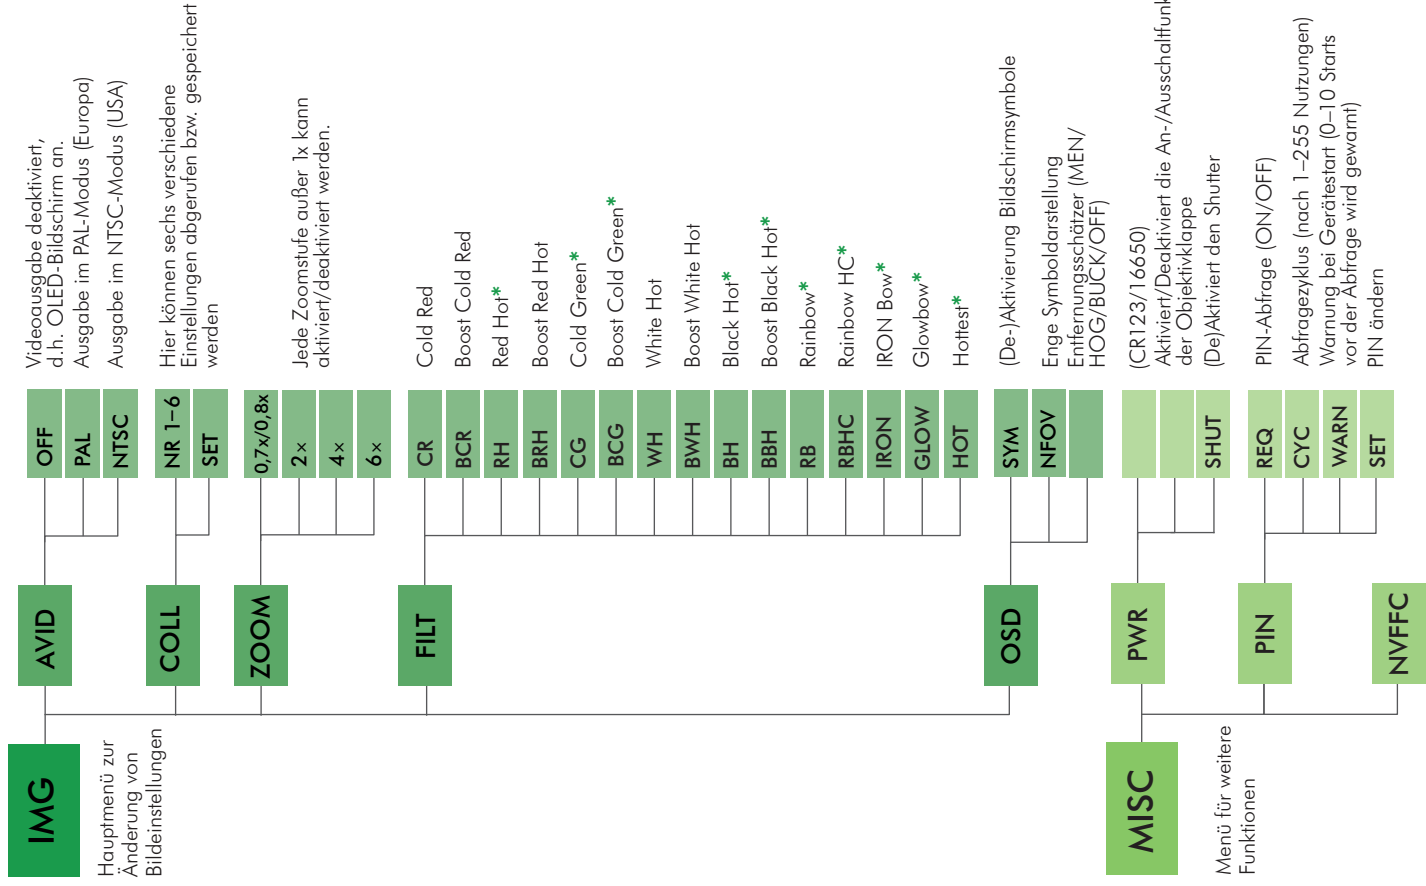 IMG
Hauptmenü zur
Änderung von
Bildeinstellungen
AVID
OFF
Videoausgabe deaktiviert,
d.h. OLED-Bildschirm an.
PAL
Ausgabe im PAL-Modus (Europa)
NTSC
Ausgabe im NTSC-Modus (USA)
COLL
NR 1–6
SET
Hier können sechs verschiedene
Einstellungen abgerufen bzw. gespeichert
werden
ZOOM
0,7x/0,8x
2x
4x
6x
Jede Zoomstufe außer 1x kann
aktiviert/deaktiviert werden.
FILT
CR
Cold Red
BCR
Boost Cold Red
RH
Red Hot*
BRH
Boost Red Hot
CG
Cold Green*
BCG
Boost Cold Green*
WH
White Hot
BWH
Boost White Hot
BH
Black Hot*
BBH
Boost Black Hot*
RB
Rainbow*
RBHC
Rainbow HC*
IRON
IRON Bow*
GLOW
Glowbow*
HOT
Hottest*
OSD
SYM
(De-)Aktivierung Bildschirmsymbole
NFOV
Enge Symboldarstellung
Entfernungsschätzer (MEN/
HOG/BUCK/OFF)
MISC
Menü für weitere
Funktionen
PWR
(CR123/16650)
Aktiviert/Deaktiviert die An-/Ausschaltfunk
der Objektivklappe
SHUT
(De)Aktiviert den Shutter
PIN
REQ
PIN-Abfrage (ON/OFF)
CYC
Abfragezyklus (nach 1–255 Nutzungen)
WARN
Warnung bei Gerätestart (0–10 Starts
vor der Abfrage wird gewarnt)
SET
PIN ändern
NVFFC